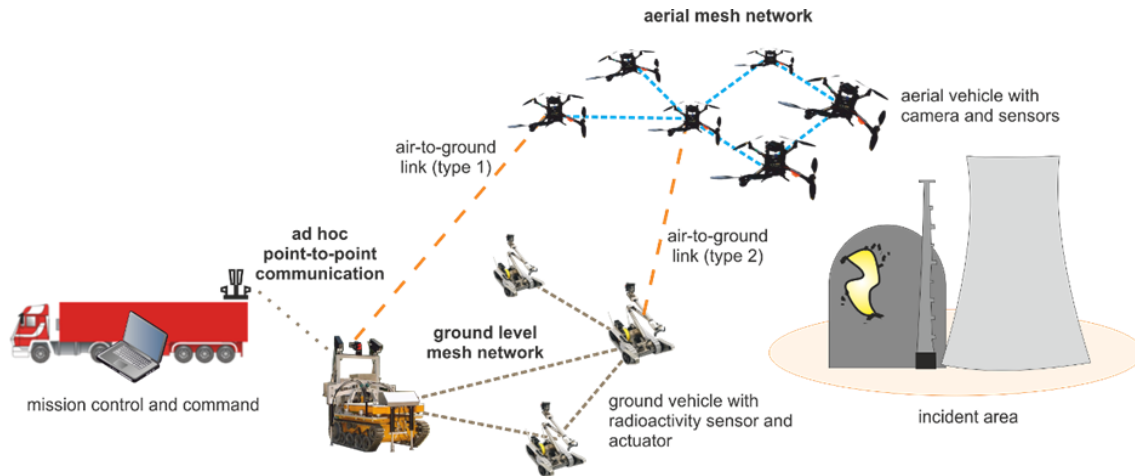 aerial mesh network
aerial vehicle with
camera and sensors
air-to-ground
link (type 1)
air-to-ground
link (type 2)
ad hoc
point-to-point
communication
ground level
mesh network
mission control and command
ground vehicle with
radioactivity sensor and
actuator
incident area